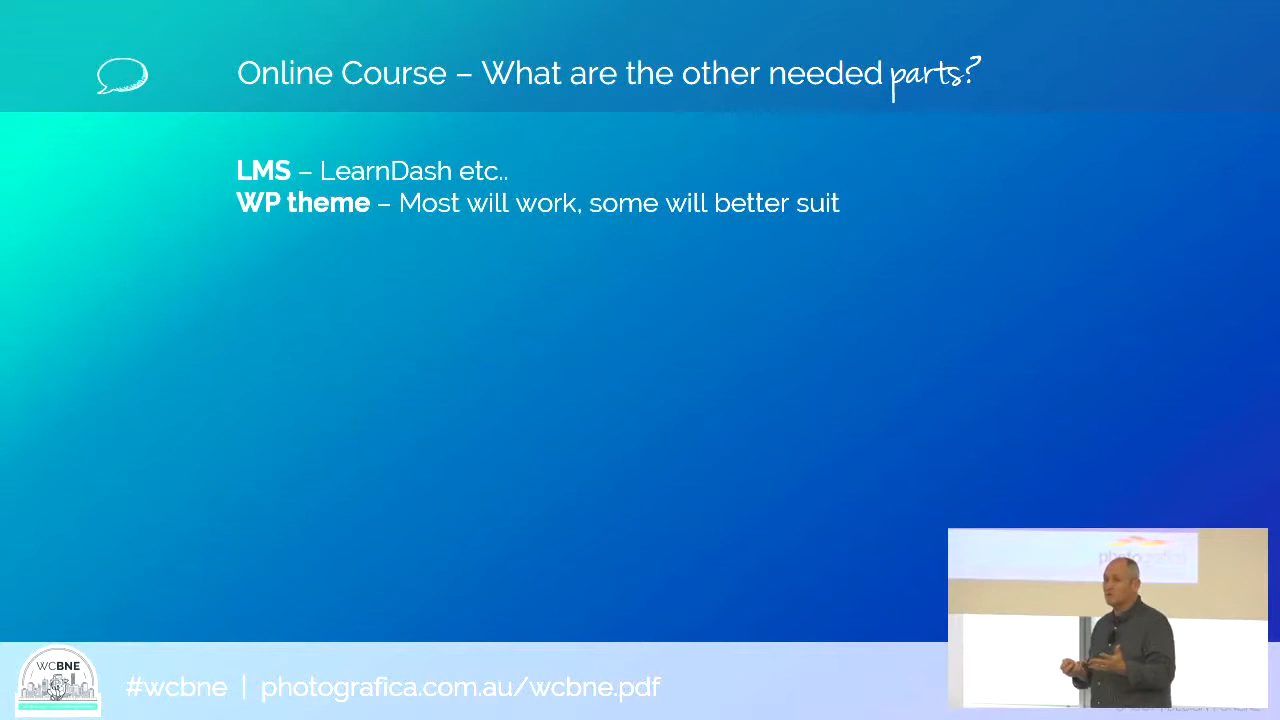 Online Course – What are the other needed parts?
LMS – LearnDash etc..
WP theme – Most will work, some will better suit
photografica
WCBNE
#wcbne | photografica.com.au/wcbne.pdf